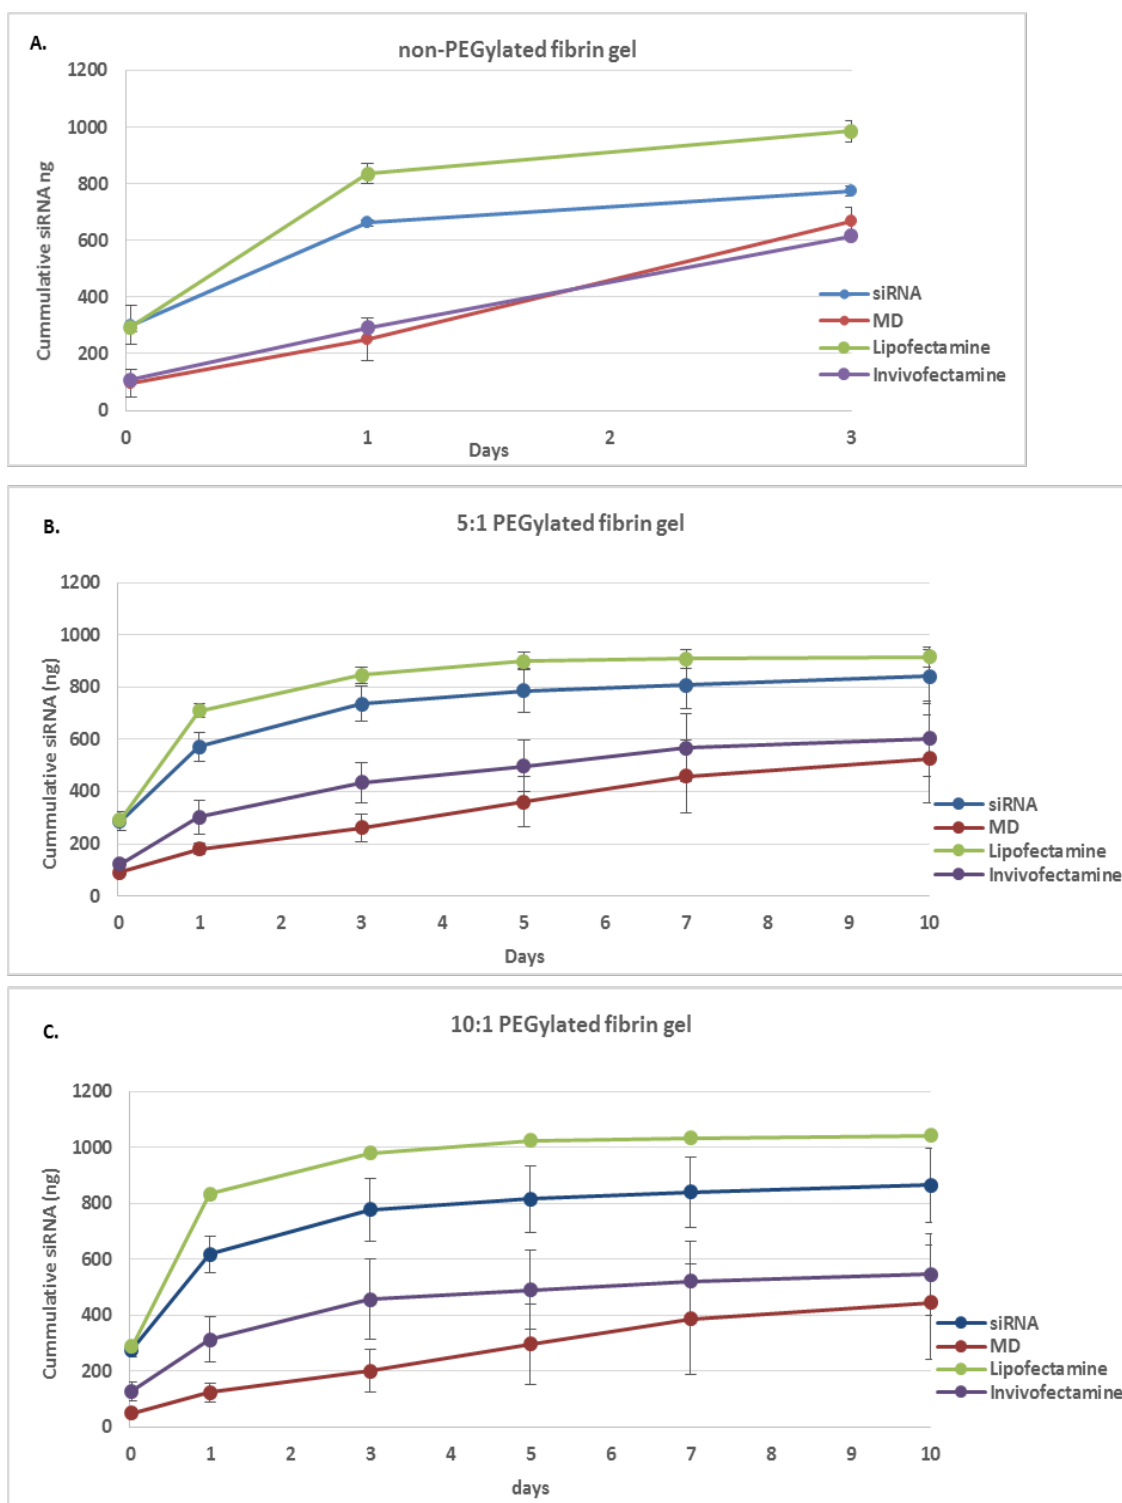 A.
non-PEGylated fibrin gel
1200
1000
800
600
400
200
0
Cummulative siRNA ng
0 1 2 3
Days
siRNA
MD
Lipofectamine
Invivofectamine
B.
5:1 PEGylated fibrin gel
1200
1000
800
600
400
200
0
Cummulative siRNA (ng)
0 1 2 3 4 5 6 7 8 9 10
Days
siRNA
MD
Lipofectamine
Invivofectamine
C.
10:1 PEGylated fibrin gel
1200
1000
800
600
400
200
0
Cummulative siRNA (ng)
0 1 2 3 4 5 6 7 8 9 10
days
siRNA
MD
Lipofectamine
Invivofectamine